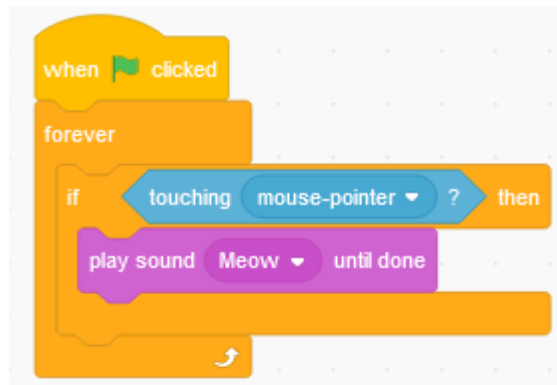 when clicked
forever
if touching mouse-pointer ? then
play sound Meow until done